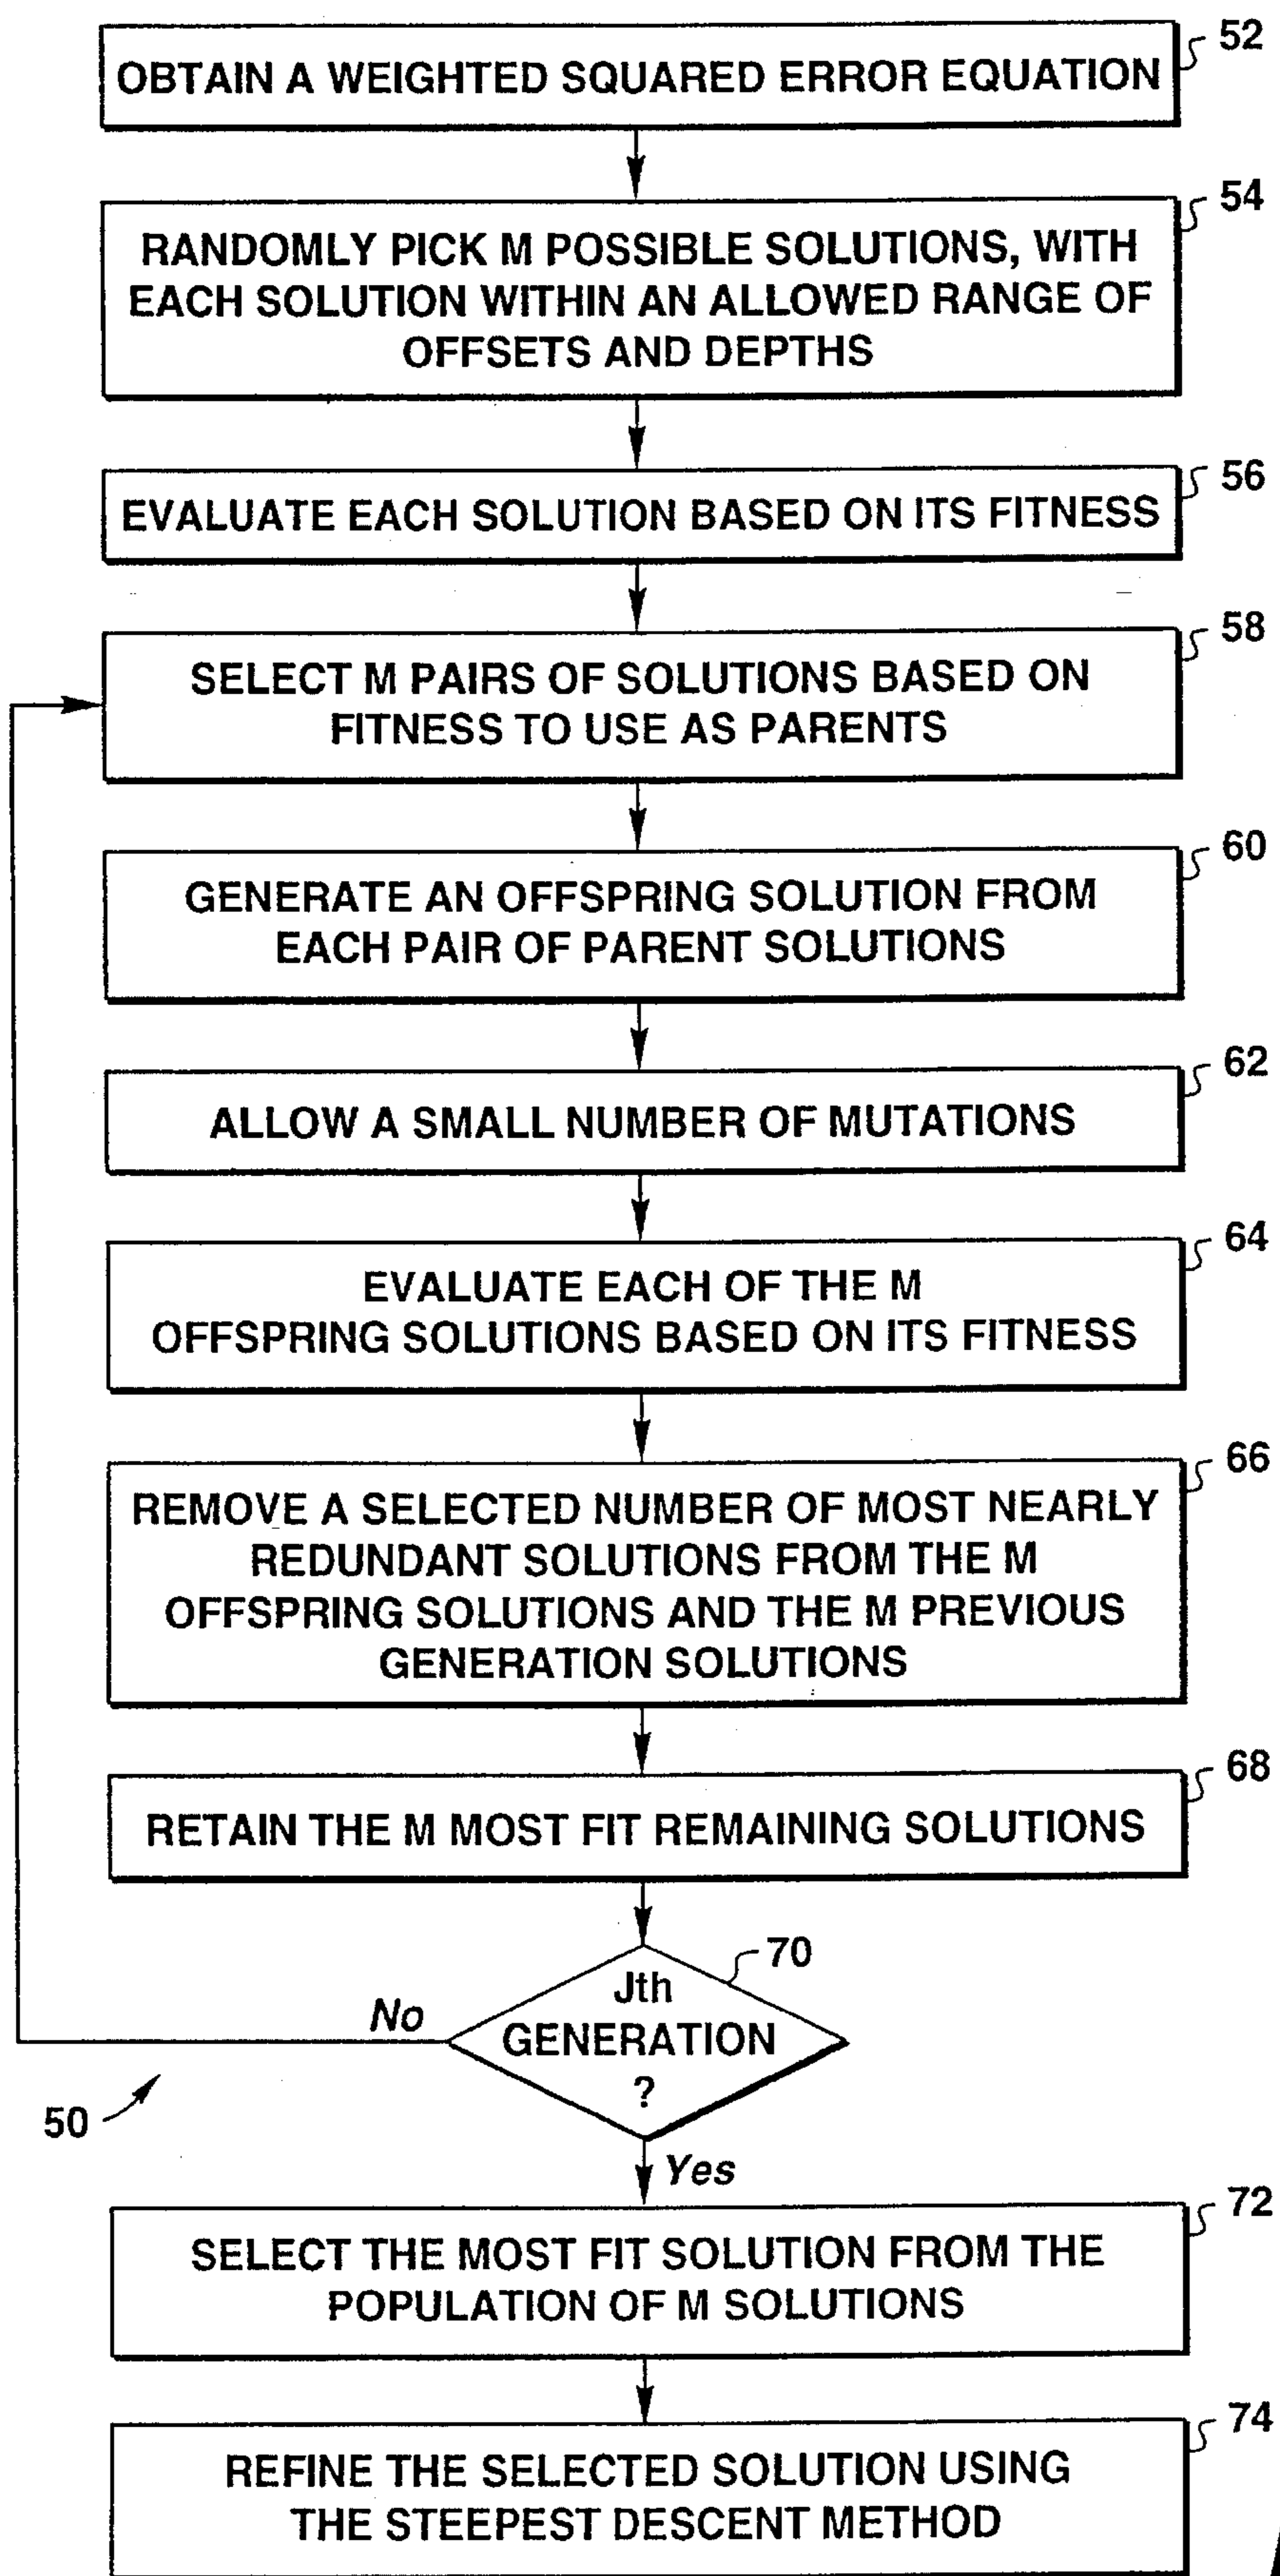 52
OBTAIN A WEIGHTED SQUARED ERROR EQUATION
54
RANDOMLY PICK M POSSIBLE SOLUTIONS, WITH
EACH SOLUTION WITHIN AN ALLOWED RANGE OF
OFFSETS AND DEPTHS
56
EVALUATE EACH SOLUTION BASED ON ITS FITNESS
58
SELECT M PAIRS OF SOLUTIONS BASED ON
FITNESS TO USE AS PARENTS
60
GENERATE AN OFFSPRING SOLUTION FROM
EACH PAIR OF PARENT SOLUTIONS
62
ALLOW A SMALL NUMBER OF MUTATIONS
64
EVALUATE EACH OF THE M
OFFSPRING SOLUTIONS BASED ON ITS FITNESS
66
REMOVE A SELECTED NUMBER OF MOST NEARLY
REDUNDANT SOLUTIONS FROM THE M
OFFSPRING SOLUTIONS AND THE M PREVIOUS
GENERATION SOLUTIONS
68
RETAIN THE M MOST FIT REMAINING SOLUTIONS
70
Jth
GENERATION
?
No
50
Yes
72
SELECT THE MOST FIT SOLUTION FROM THE
POPULATION OF M SOLUTIONS
74
REFINE THE SELECTED SOLUTION USING
THE STEEPEST DESCENT METHOD